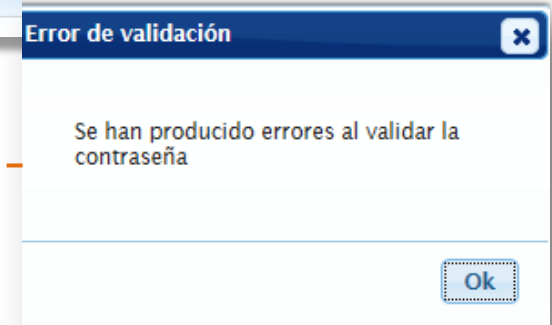 Error de validación
Se han producido errores al validar la
contraseña
Ok